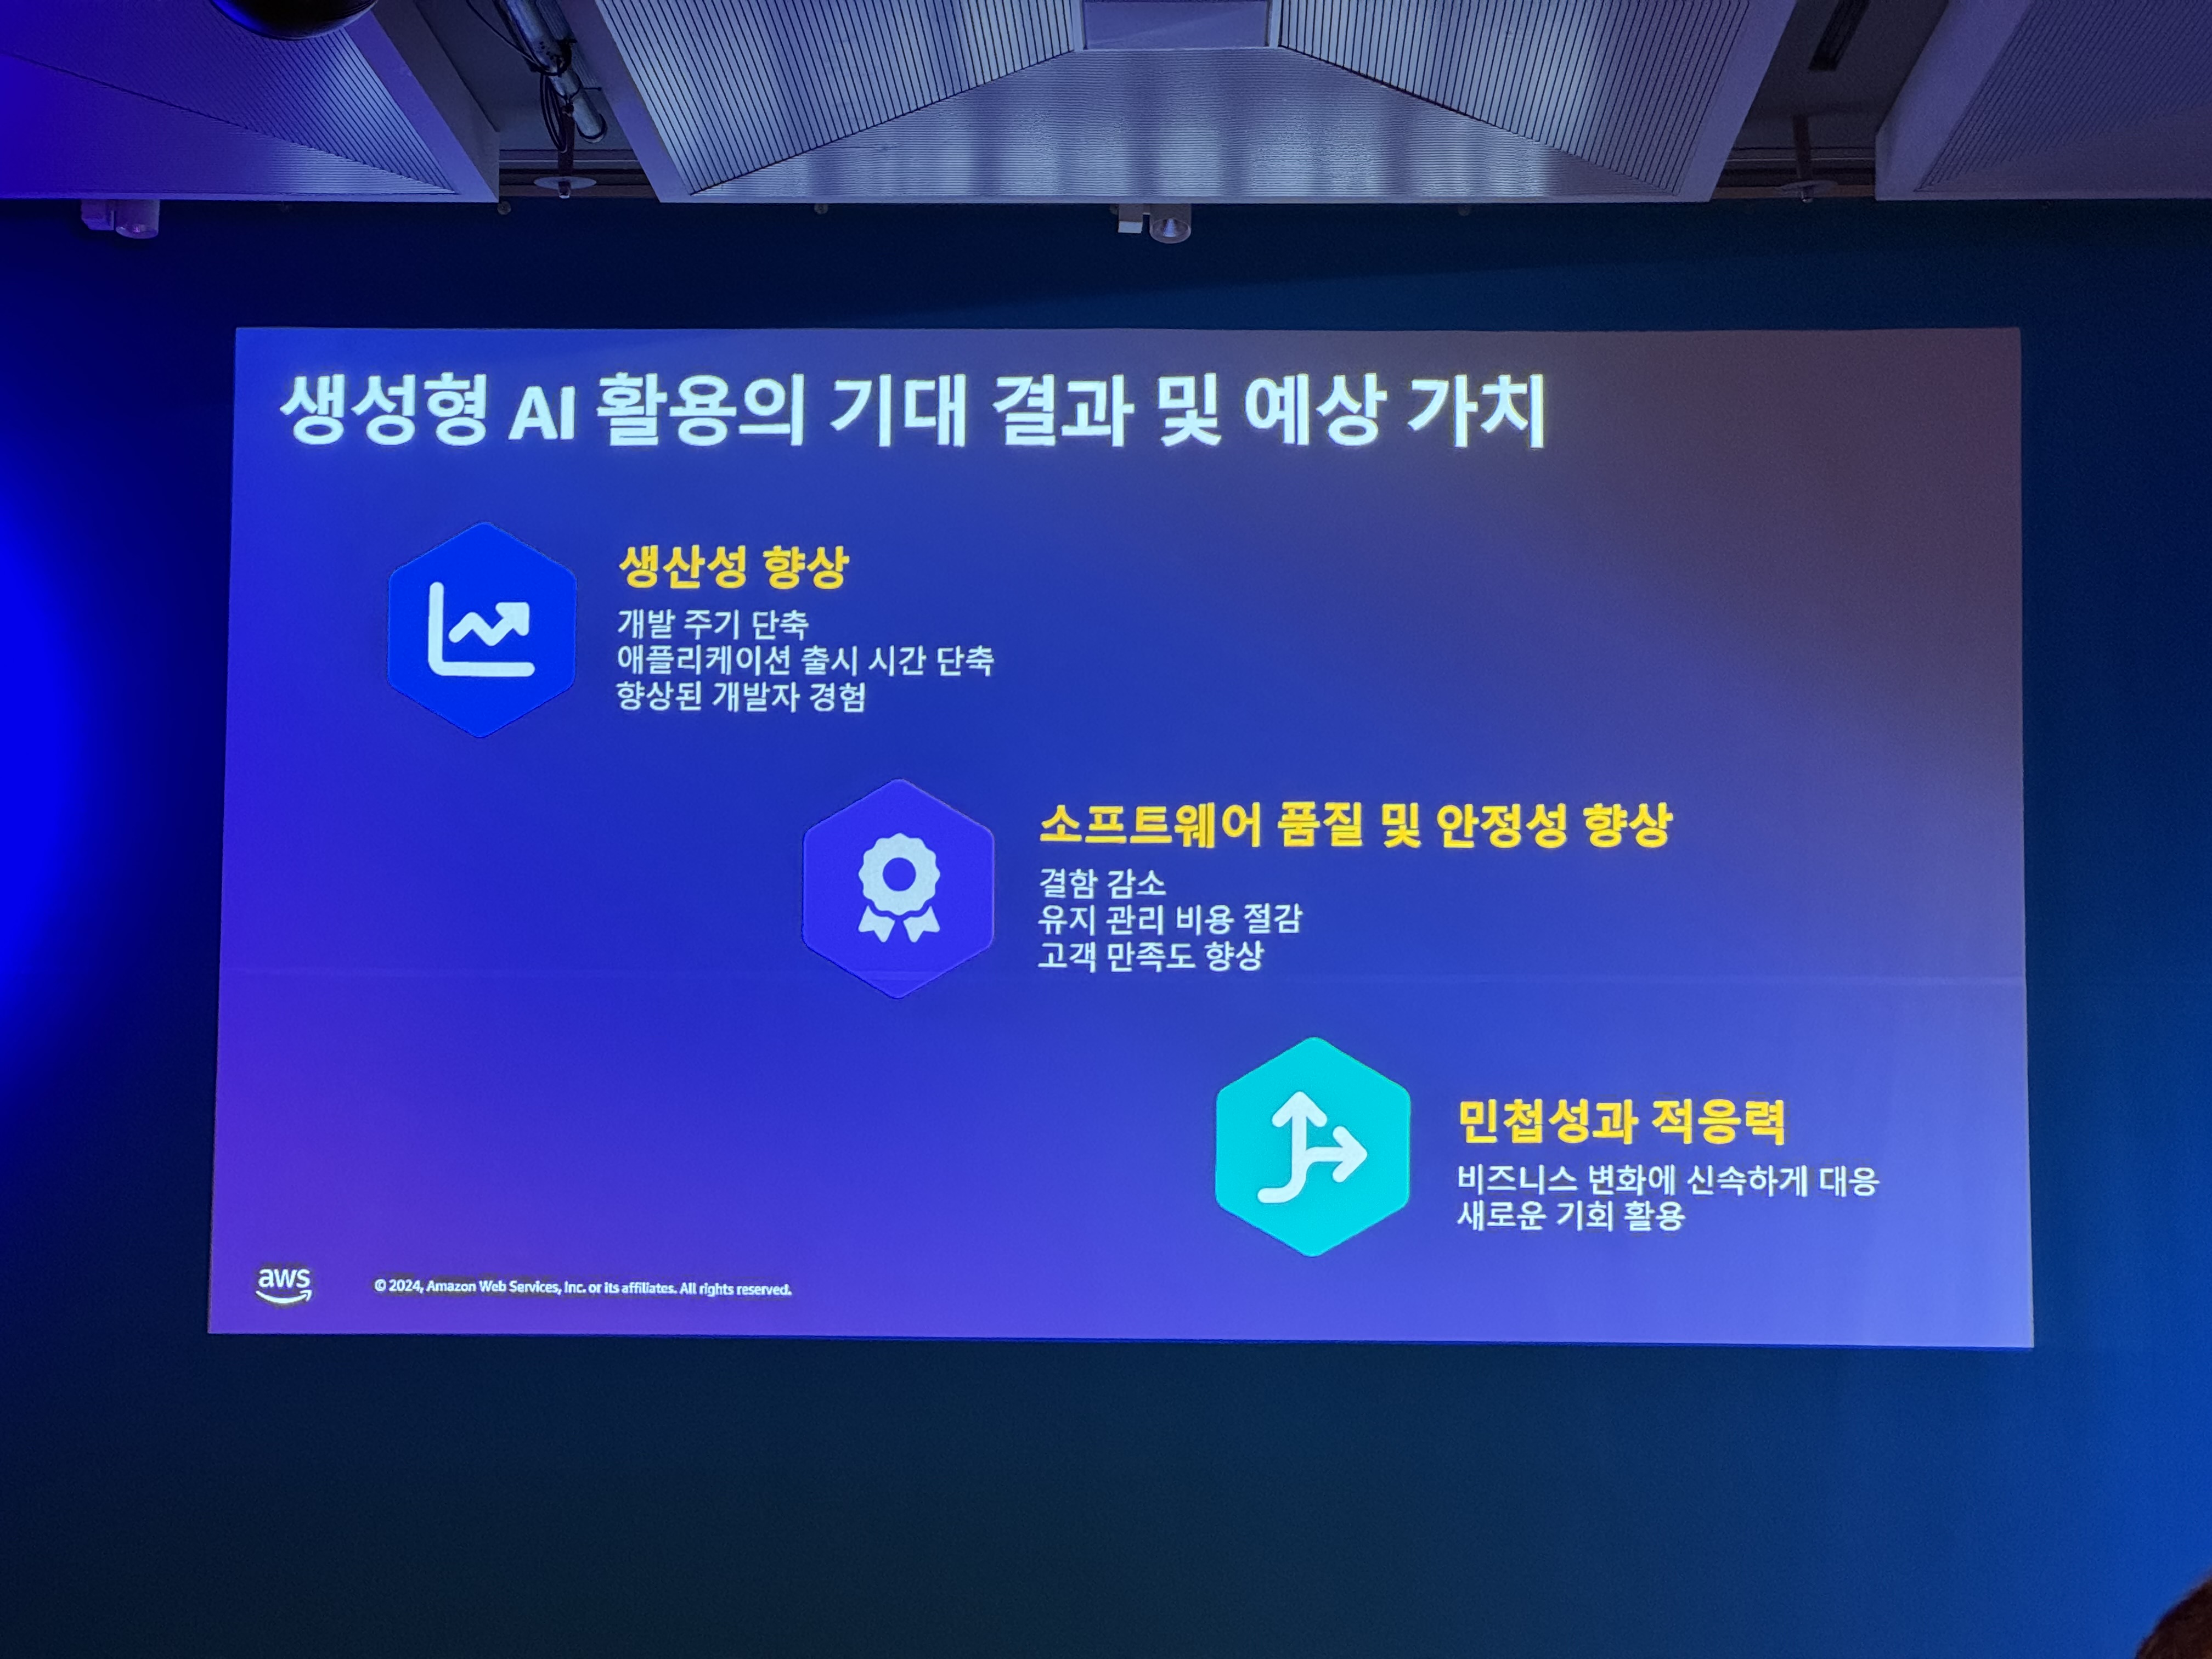 생성형 AI 활용의 기대 결과 및 예상 가치
생산성 향상
개발 주기 단축
애플리케이션 출시 시간 단축
향상된 개발자 경험
소프트웨어 품질 및 안정성 향상
결함 감소
유지 관리 비용 절감
고객 만족도 향상
민첩성과 적응력
비즈니스 변화에 신속하게 대응
새로운 기회 활용
aws
© 2024, Amazon Web Services, Inc. or its affiliates. All rights reserved.